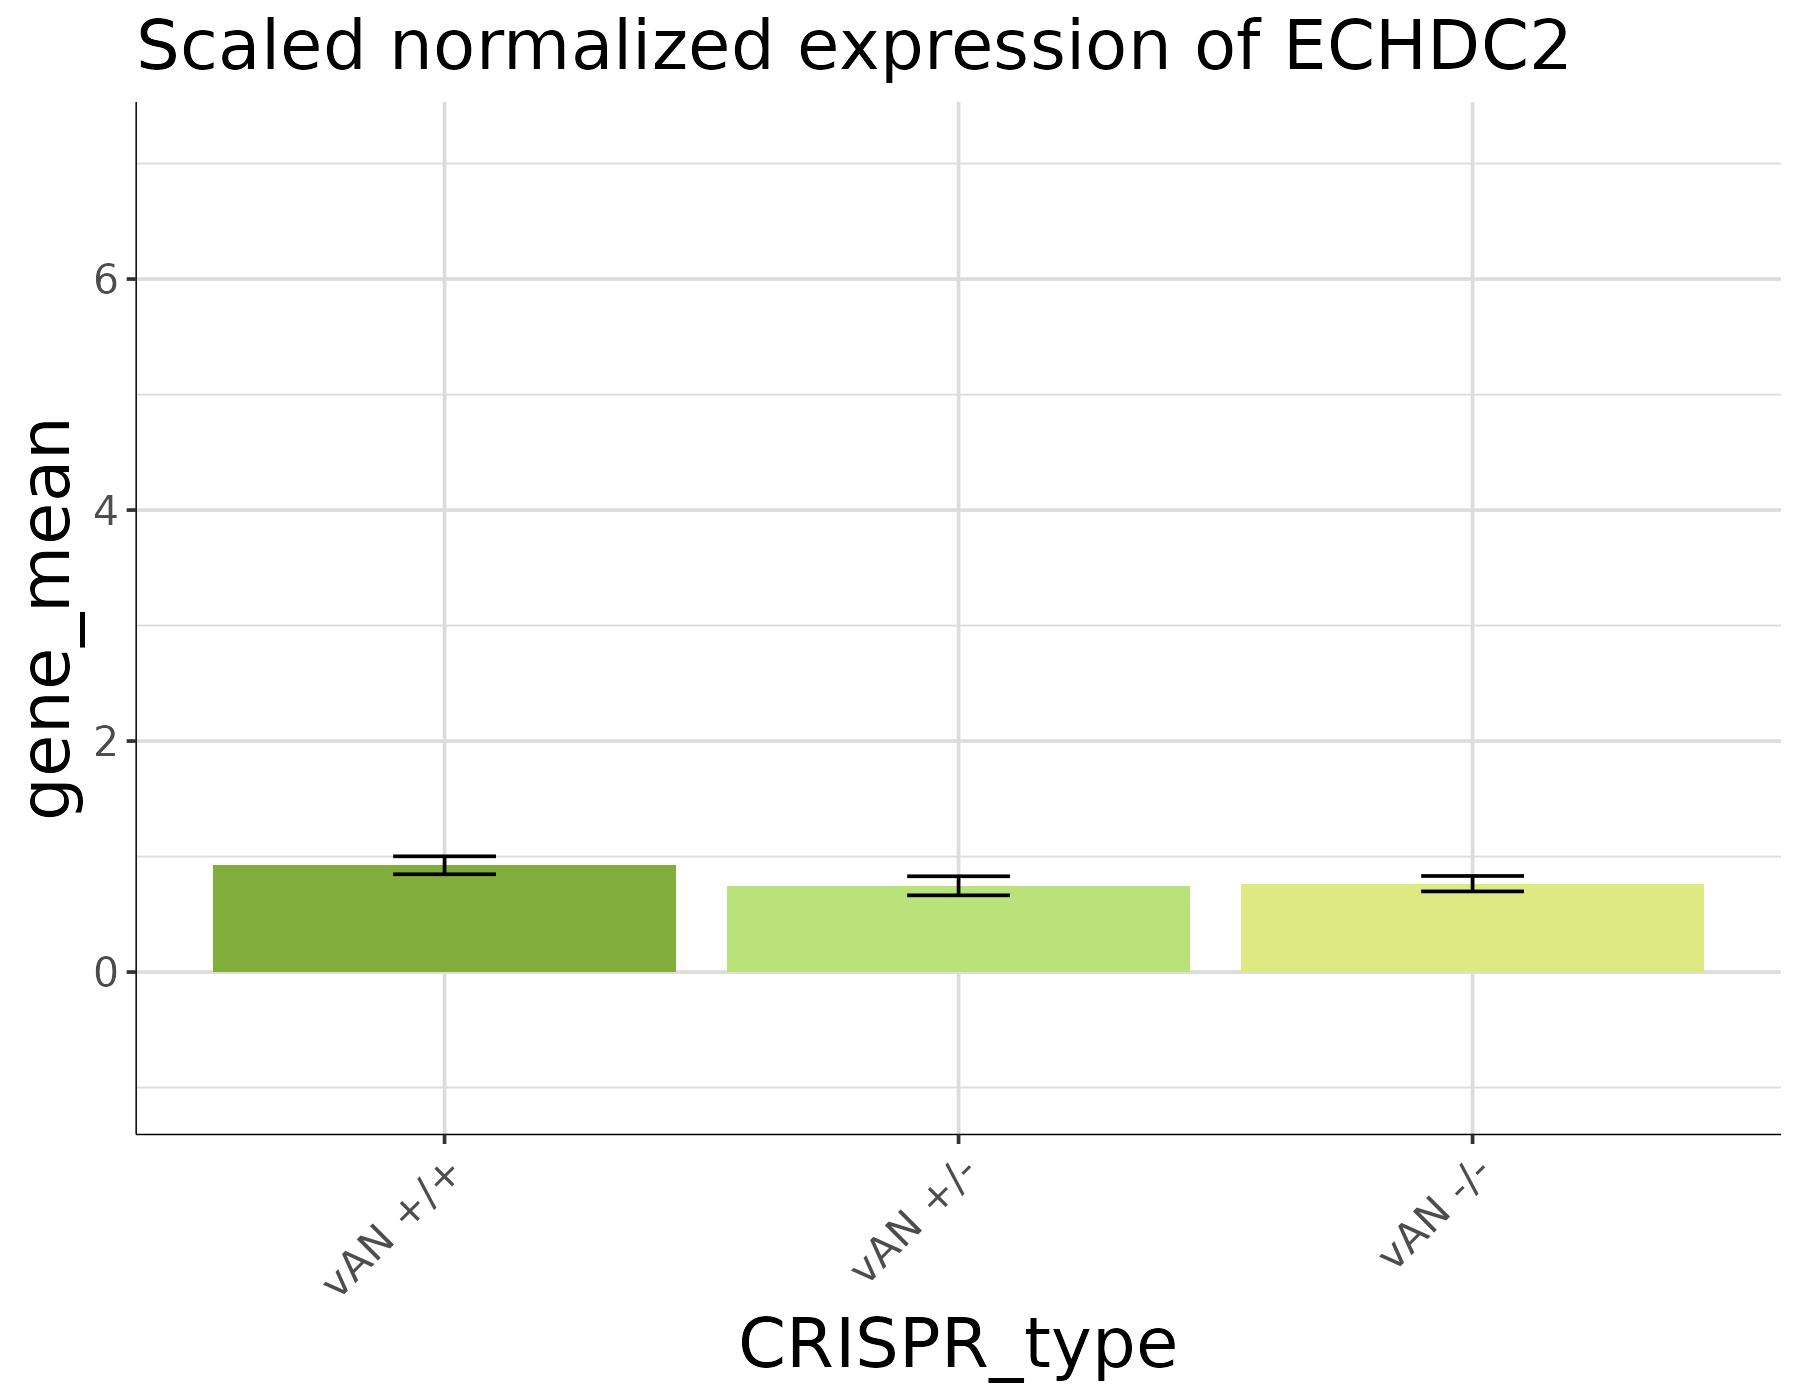 Scaled normalized expression of ECHDC2
gene_mean
6
4
2
0
vAN +/+
vAN +/-
vAN -/-
CRISPR_type